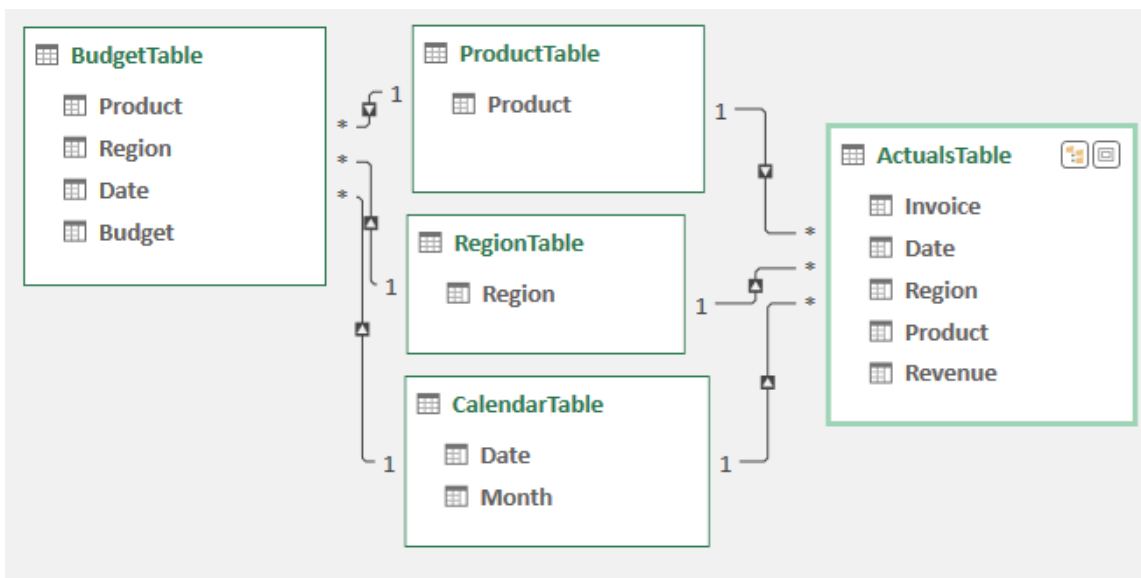 BudgetTable
Product
Region
Date
Budget
ProductTable
Product
RegionTable
Region
CalendarTable
Date
Month
ActualsTable
Invoice
Date
Region
Product
Revenue
* 1
*
*
1
1
1 *
1 *
1 *